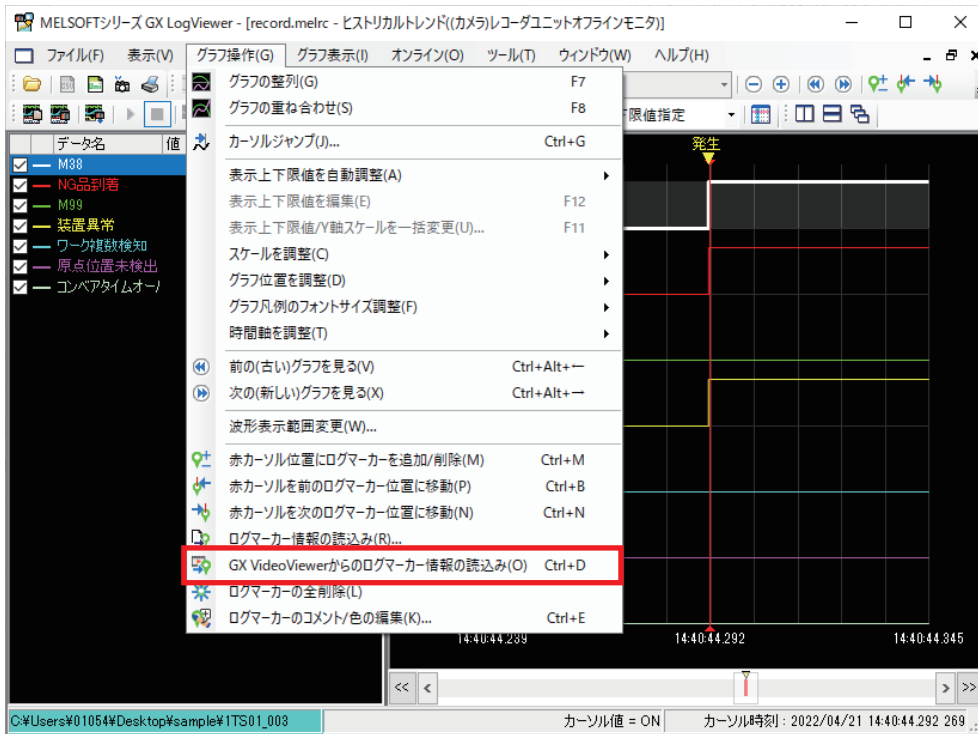 MELSOFTシリーズ GX LogViewer - [record.melrc - ヒストリカルトレンド((カメラ)レコーダユニットオフラインモニタ)]
ファイル(F) 表示(V) グラフ操作(G) グラフ表示(I) オンライン(O) ツール(T) ウィンドウ(W) ヘルプ(H)
グラフの整列(G) F7
グラフの重ね合わせ(S) F8
限値指定
データ名 値
カーソルジャンプ(J)... Ctrl+G
発生
M38
表示上下限値を自動調整(A)
NG品到着
表示上下限値を編集(E) F12
M99
表示上下限値/Y軸スケールを一括変更(U)... F11
装置異常
ワーク複数検知
スケールを調整(C)
原点位置未検出
グラフ位置を調整(D)
コンベアタイムオー
グラフ凡例のフォントサイズ調整(F)
時間軸を調整(T)
前の(古い)グラフを見る(V) Ctrl+Alt+←
次の(新しい)グラフを見る(X) Ctrl+Alt+→
波形表示範囲変更(W)...
赤カーソル位置にログマーカーを追加/削除(M) Ctrl+M
赤カーソルを前のログマーカー位置に移動(P) Ctrl+B
赤カーソルを次のログマーカー位置に移動(N) Ctrl+N
ログマーカー情報の読込み(R)...
GX VideoViewerからのログマーカー情報の読込み(O) Ctrl+D
ログマーカーの全削除(L)
ログマーカーのコメント/色の編集(K)... Ctrl+E
14:40:44.239 14:40:44.292 14:40:44.345
<< < > >>
C:¥Users¥01054¥Desktop¥sample¥1TS01_003 カーソル値 = ON カーソル時刻 : 2022/04/21 14:40:44.292 269